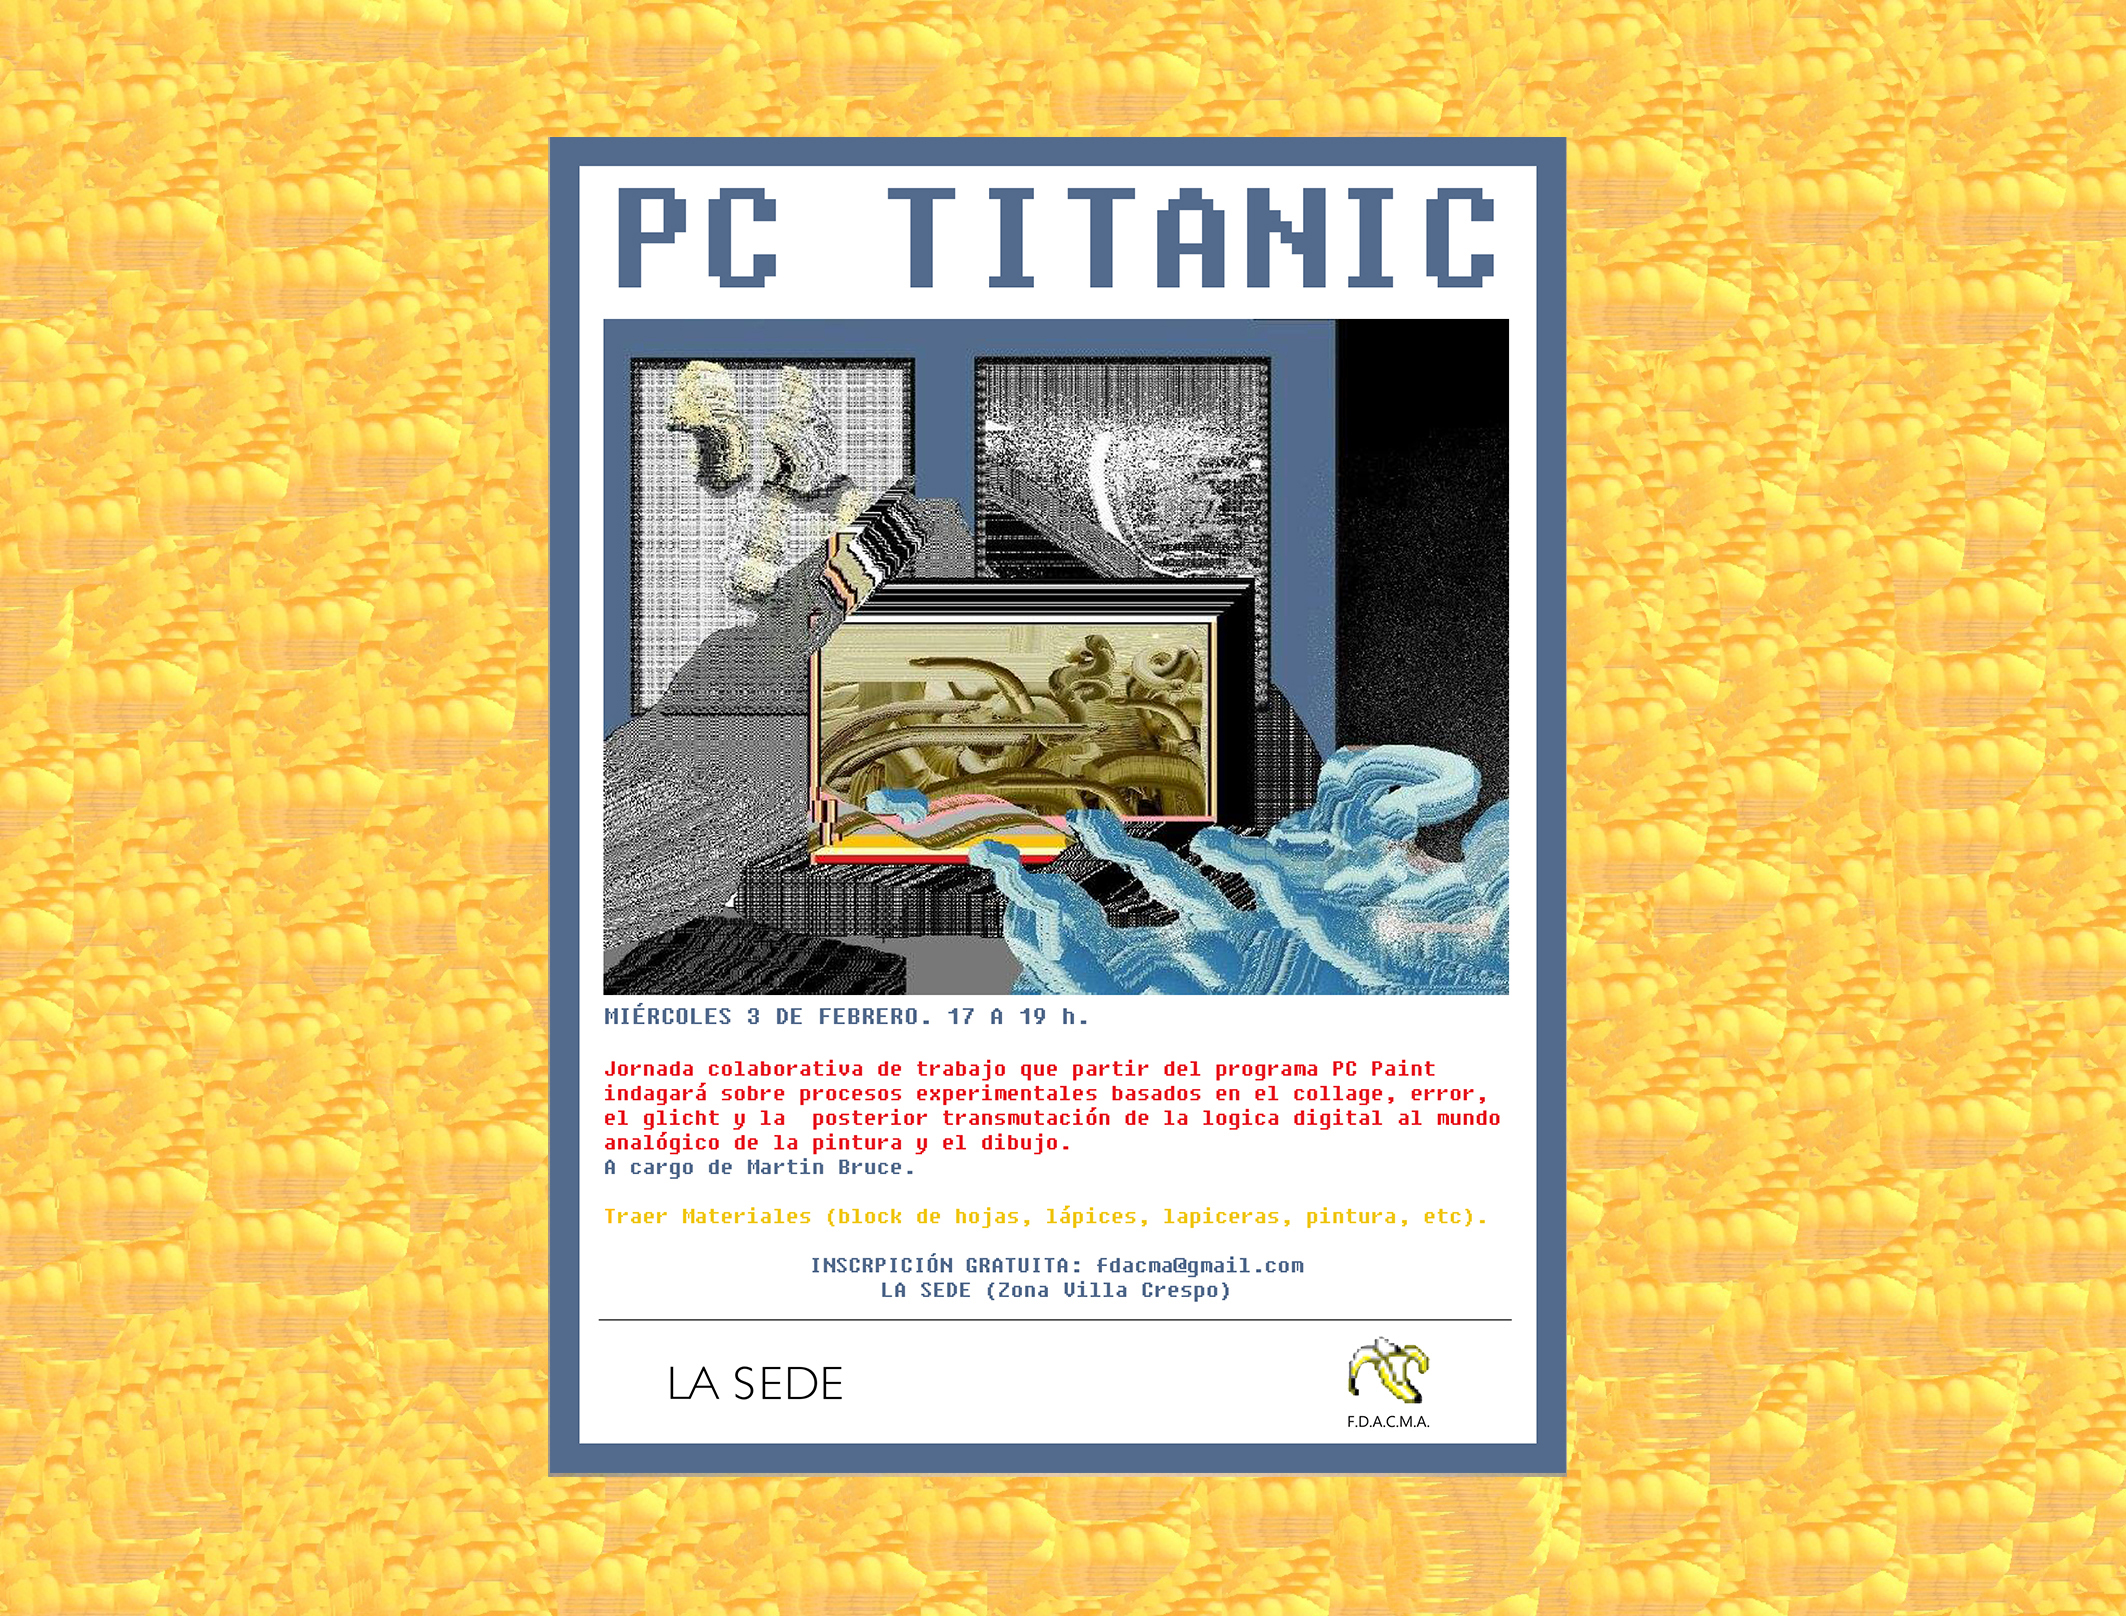 PC TITANIC
MIÉRCOLES 3 DE FEBRERO. 17 A 19 h.
Jornada colaborativa de trabajo que partir del programa PC Paint
indagará sobre procesos experimentales basados en el collage, error,
el glicht y la  posterior transmutación de la logica digital al mundo
analógico de la pintura y el dibujo.
A cargo de Martin Bruce.
Traer Materiales (block de hojas, lápices, lapiceras, pintura, etc).
INSCRPICIÓN GRATUITA: fdacma@gmail.com
LA SEDE (Zona Villa Crespo)
LA SEDE
F.D.A.C.M.A.